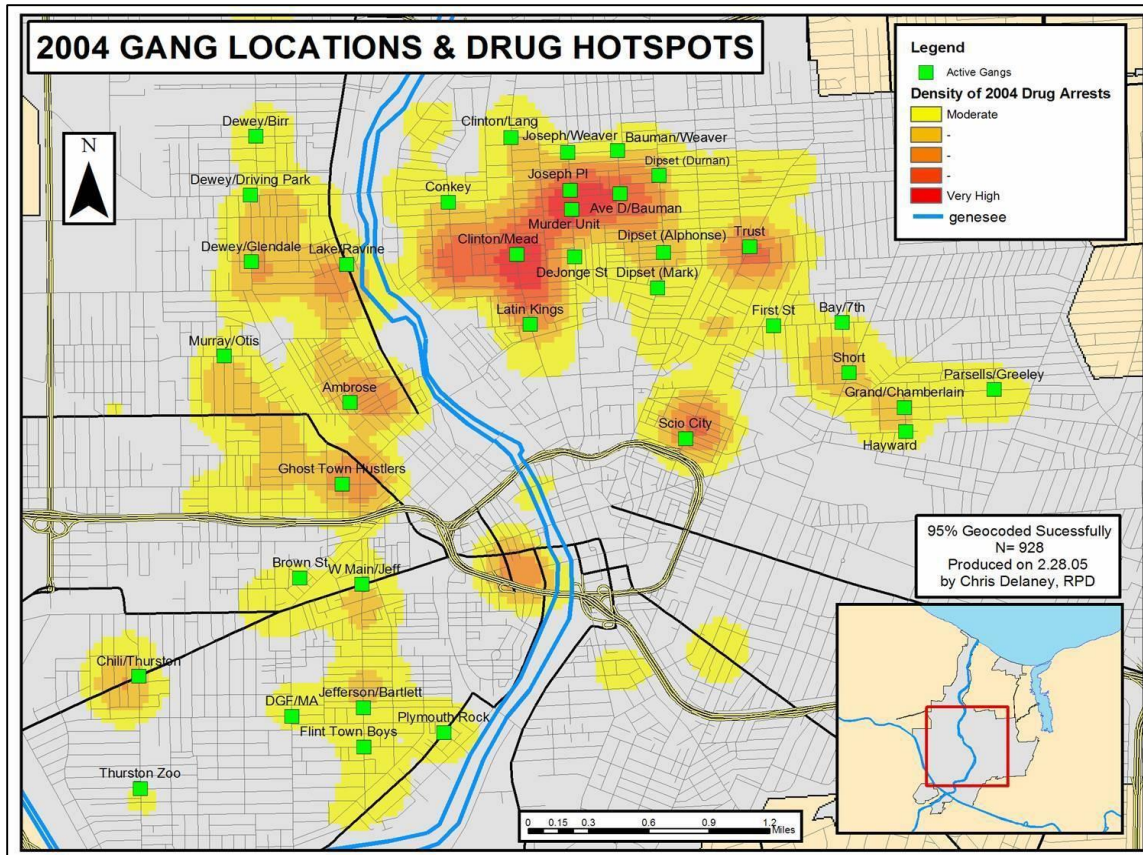 2004 GANG LOCATIONS & DRUG HOTSPOTS
Legend
Active Gangs
Density of 2004 Drug Arrests
Moderate
-
-
-
Very High
genesee
N
Dewey/Birr
Clinton/Lang
Joseph/Weaver
Bauman/Weaver
Dipset (Durnan)
Dewey/Driving Park
Conkey
Joseph Pl
Ave D/Bauman
Murder Unit
Dewey/Glendale
Lake/Ravine
Clinton/Mead
Dipset (Alphonse)
Trust
DeJonge St
Dipset (Mark)
Latin Kings
First St
Bay/7th
Murray/Otis
Short
Ambrose
Parsells/Greeley
Grand/Chamberlain
Scio City
Hayward
Ghost Town Hustlers
95% Geocoded Sucessfully
N= 928
Produced on 2.28.05
by Chris Delaney, RPD
Brown St
W Main/Jeff
Chili/Thurston
Jefferson/Bartlett
DGF/MA
Plymouth Rock
Flint Town Boys
Thurston Zoo
0 0.15 0.3 0.6 0.9 1.2
Miles